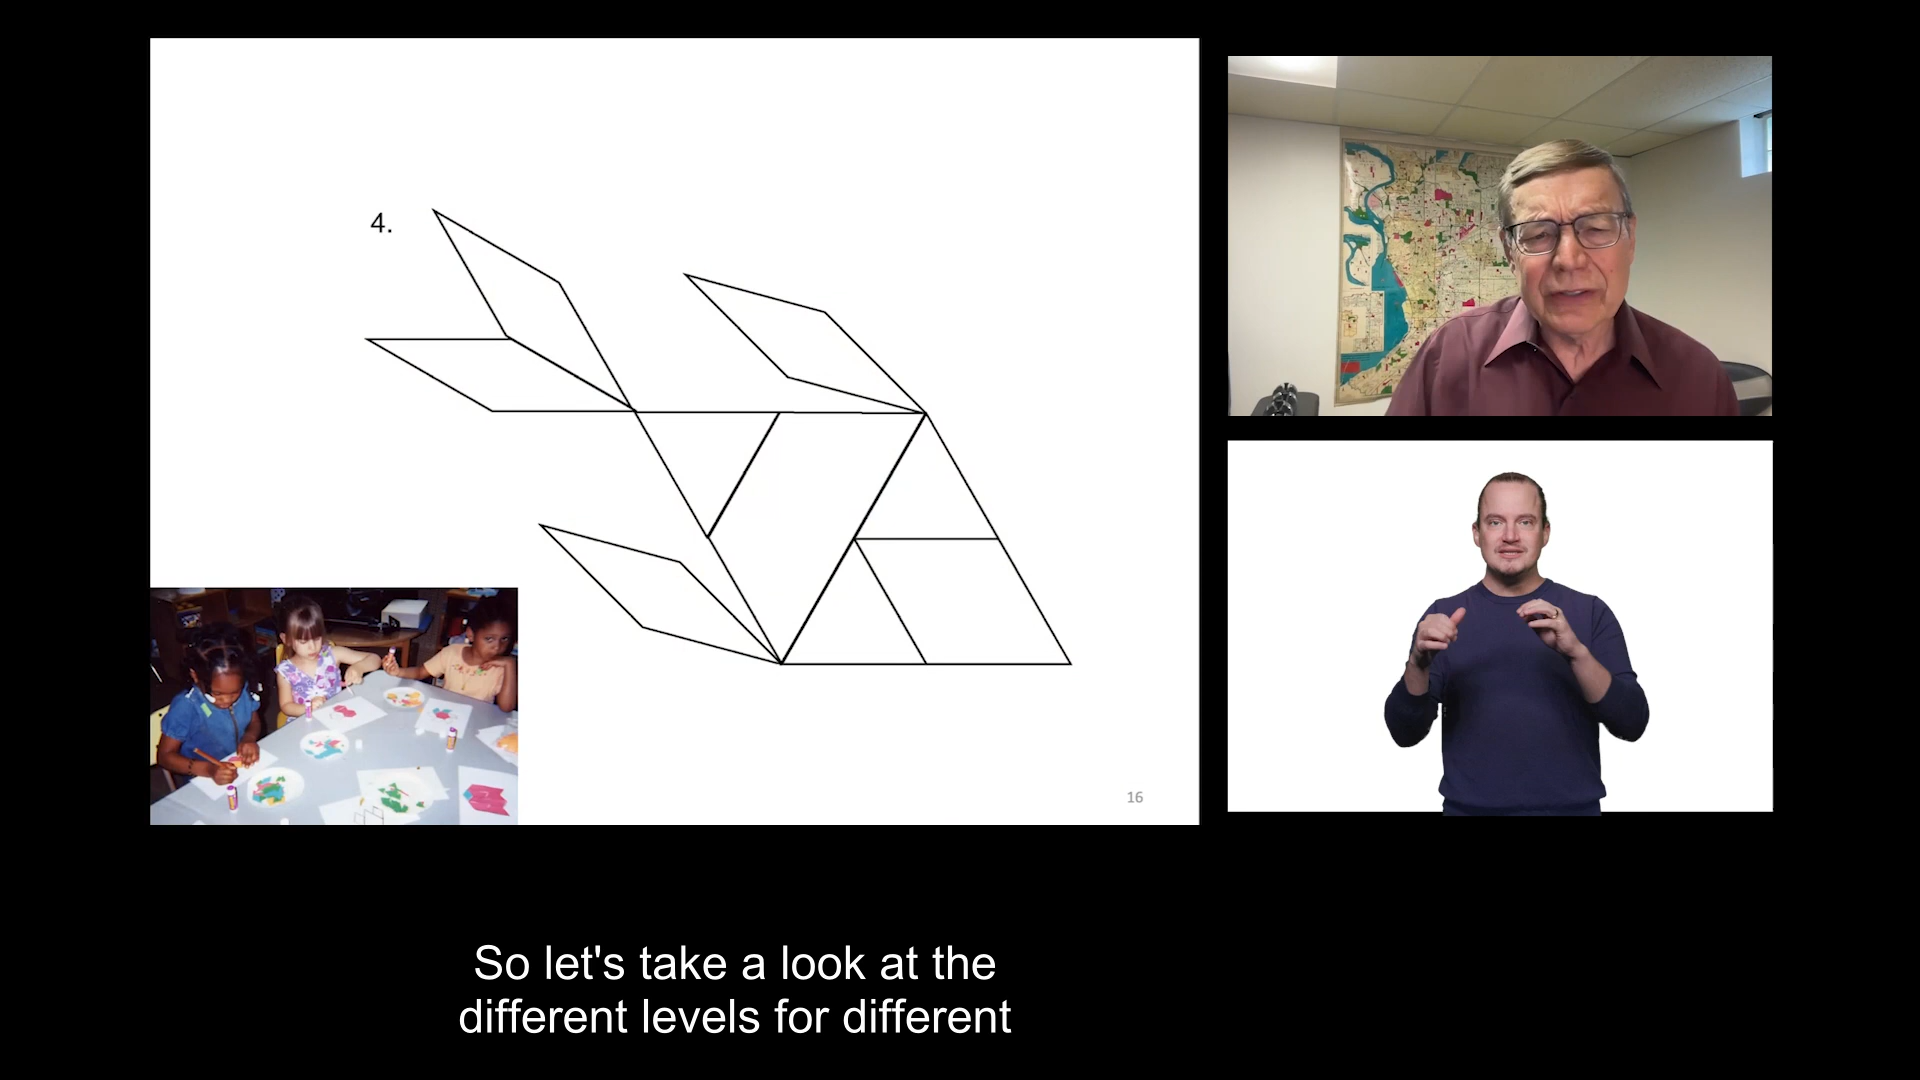 4.
16
So let's take a look at the
different levels for different